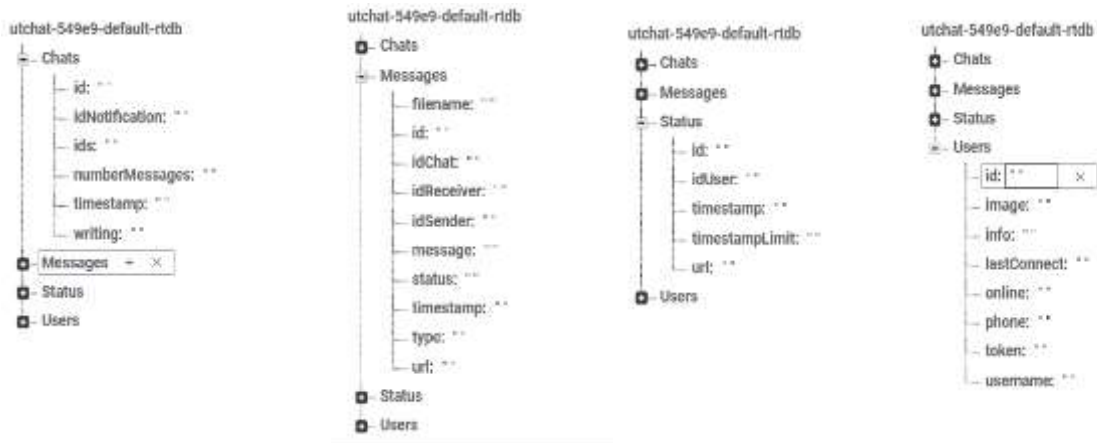 utchat-549e9-default-rtdb
Chats
id: ""
idNotification: ""
ids: ""
numberMessages: ""
timestamp: ""
writing: ""
Messages + ×
Status
Users
utchat-549e9-default-rtdb
Chats
Messages
filename: ""
id: ""
idChat: ""
idReceiver: ""
idSender: ""
message: ""
status: ""
timestamp: ""
type: ""
url: ""
Status
Users
utchat-549e9-default-rtdb
Chats
Messages
Status
id: ""
idUser: ""
timestamp: ""
timestampLimit: ""
url: ""
Users
utchat-549e9-default-rtdb
Chats
Messages
Status
Users
id: "" ×
image: ""
info: ""
lastConnect: ""
online: ""
phone: ""
token: ""
username: ""